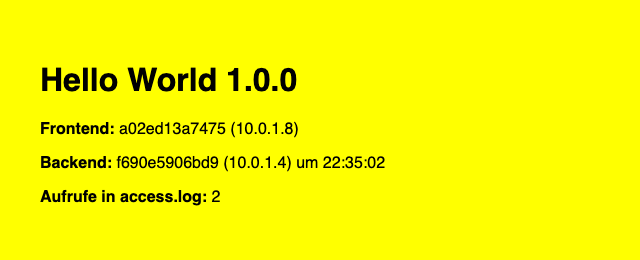 Hello World 1.0.0
Frontend: a02ed13a7475 (10.0.1.8)
Backend: f690e5906bd9 (10.0.1.4) um 22:35:02
Aufrufe in access.log: 2